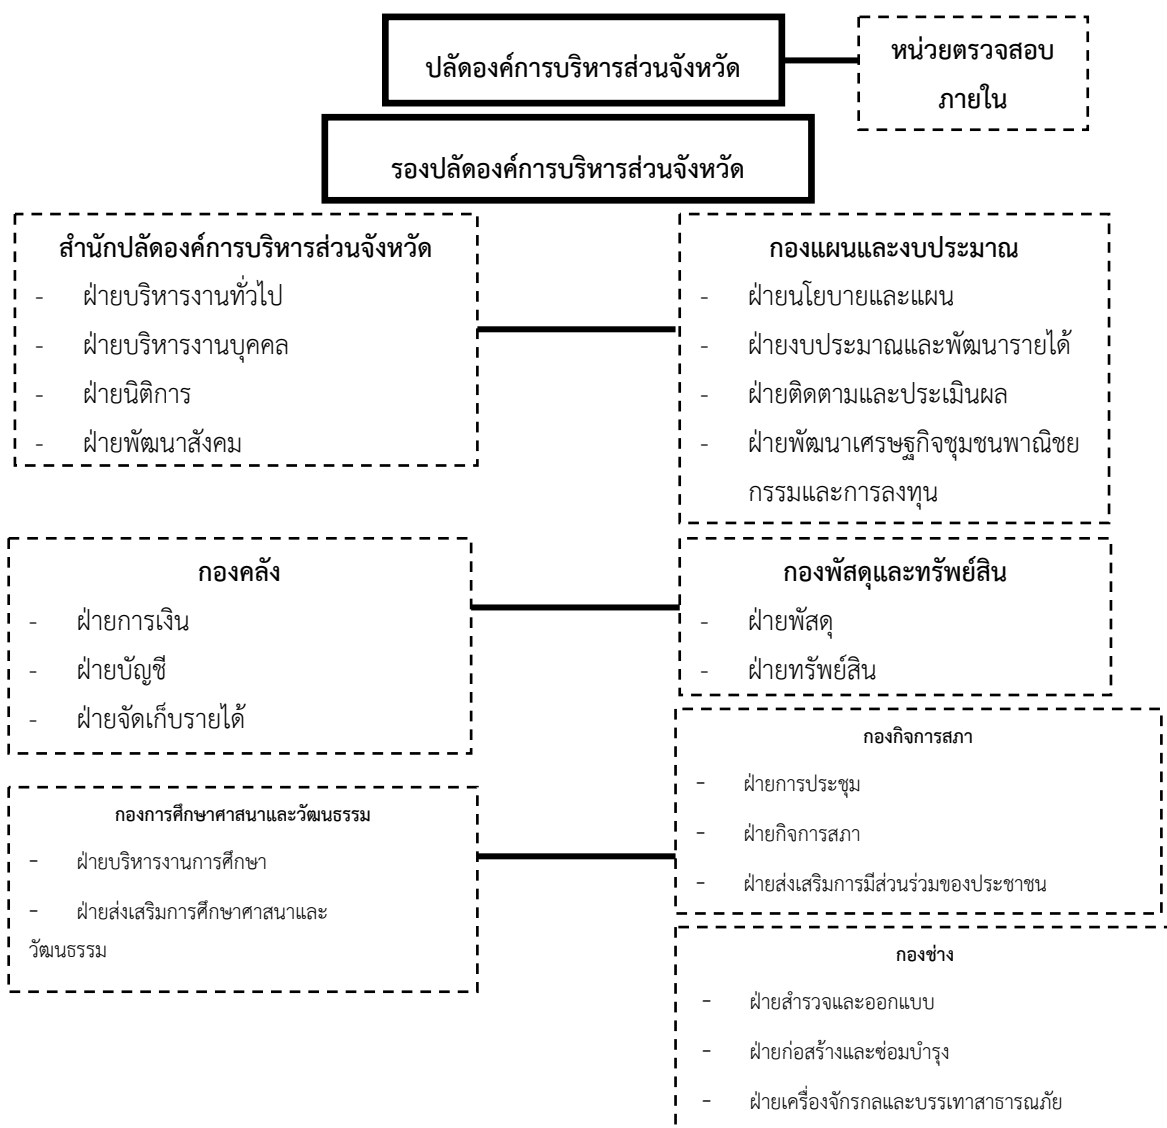 ปลัดองค์การบริหารส่วนจังหวัด
หน่วยตรวจสอบ
ภายใน
รองปลัดองค์การบริหารส่วนจังหวัด
สำนักปลัดองค์การบริหารส่วนจังหวัด
- ฝ่ายบริหารงานทั่วไป
- ฝ่ายบริหารงานบุคคล
- ฝ่ายนิติการ
- ฝ่ายพัฒนาสังคม
กองแผนและงบประมาณ
- ฝ่ายนโยบายและแผน
- ฝ่ายงบประมาณและพัฒนารายได้
- ฝ่ายติดตามและประเมินผล
- ฝ่ายพัฒนาเศรษฐกิจชุมชนพาณิชย
กรรมและการลงทุน
กองคลัง
- ฝ่ายการเงิน
- ฝ่ายบัญชี
- ฝ่ายจัดเก็บรายได้
กองพัสดุและทรัพย์สิน
- ฝ่ายพัสดุ
- ฝ่ายทรัพย์สิน
กองการศึกษาศาสนาและวัฒนธรรม
- ฝ่ายบริหารงานการศึกษา
- ฝ่ายส่งเสริมการศึกษาศาสนาและ
วัฒนธรรม
กองกิจการสภา
- ฝ่ายการประชุม
- ฝ่ายกิจการสภา
- ฝ่ายส่งเสริมการมีส่วนร่วมของประชาชน
กองช่าง
- ฝ่ายสำรวจและออกแบบ
- ฝ่ายก่อสร้างและซ่อมบำรุง
- ฝ่ายเครื่องจักรกลและบรรเทาสาธารณภัย